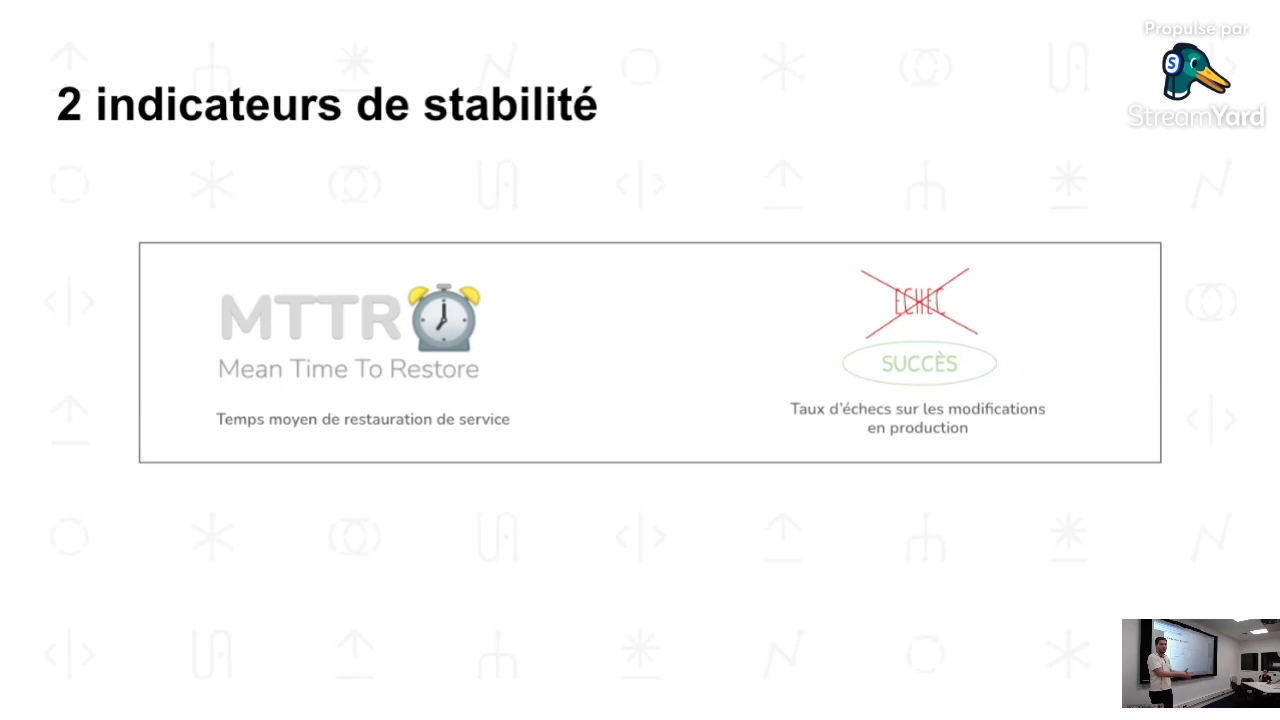 Propulsé par
StreamYard
2 indicateurs de stabilité
MTTR
Mean Time To Restore
Temps moyen de restauration de service
ECHEC
SUCCÈS
Taux d'échecs sur les modifications
en production